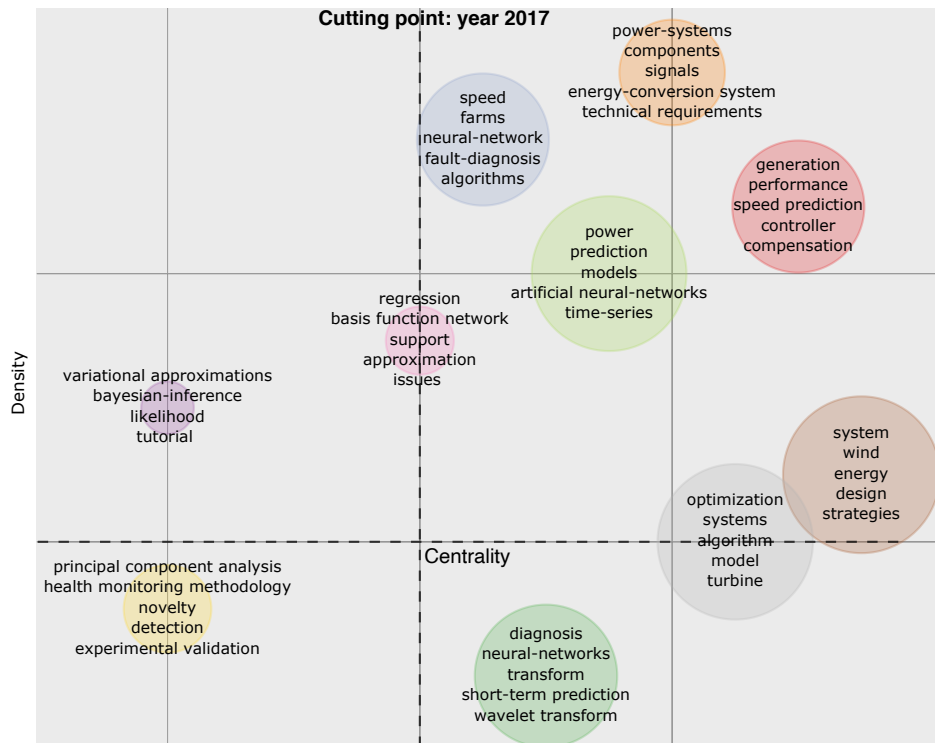 Cutting point: year 2017
power-systems
components
signals
energy-conversion system
technical requirements
speed
farms
neural-network
fault-diagnosis
algorithms
generation
performance
speed prediction
controller
compensation
power
prediction
models
artificial neural-networks
time-series
regression
basis function network
support
approximation
issues
Density
variational approximations
bayesian-inference
likelihood
tutorial
system
wind
energy
design
strategies
optimization
systems
algorithm
model
turbine
Centrality
principal component analysis
health monitoring methodology
novelty
detection
experimental validation
diagnosis
neural-networks
transform
short-term prediction
wavelet transform